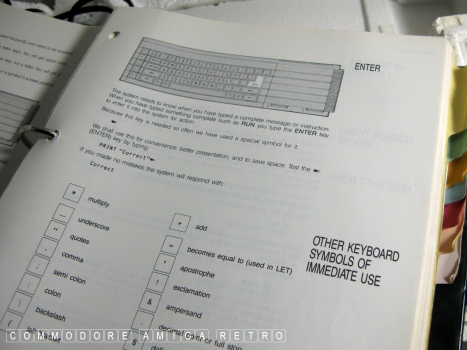 ENTER
The system needs to know when you have typed a complete message or instruction.
When you have typed something complete such as RUN you type the ENTER key
to enter it into the system for action.
Because this key is needed so often we have used a special symbol for it:
We shall use this for convenience, better presentation, and to save space. Test the
(ENTER) key by typing:
PRINT "Correct"
If you made no mistakes the system will respond with:
Correct
* multiply
_ underscore
" quotes
, comma
; semi colon
: colon
\ backslash
+ add
= becomes equal to (used in LET)
' apostrophe
! exclamation
& ampersand
decimal point or full stop
OTHER KEYBOARD
SYMBOLS OF
IMMEDIATE USE
COMMODORE AMIGA RETRO